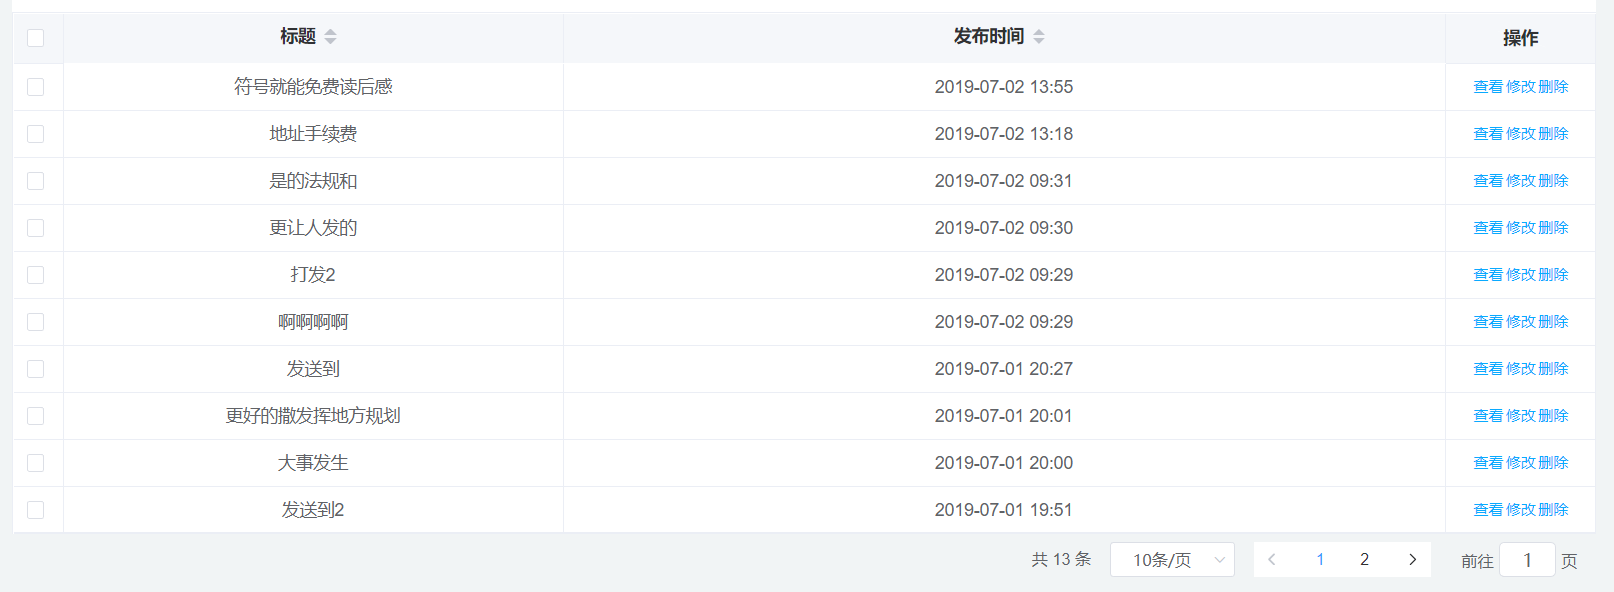 标题 发布时间 操作
符号就能免费读后感 2019-07-02 13:55 查看 修改 删除
地址手续费 2019-07-02 13:18 查看 修改 删除
是的法规和 2019-07-02 09:31 查看 修改 删除
更让人发的 2019-07-02 09:30 查看 修改 删除
打发2 2019-07-02 09:29 查看 修改 删除
啊啊啊啊 2019-07-02 09:29 查看 修改 删除
发送到 2019-07-01 20:27 查看 修改 删除
更好的撒发挥地方规划 2019-07-01 20:01 查看 修改 删除
大事发生 2019-07-01 20:00 查看 修改 删除
发送到2 2019-07-01 19:51 查看 修改 删除
共 13 条 10条/页 1 2 前往 1 页